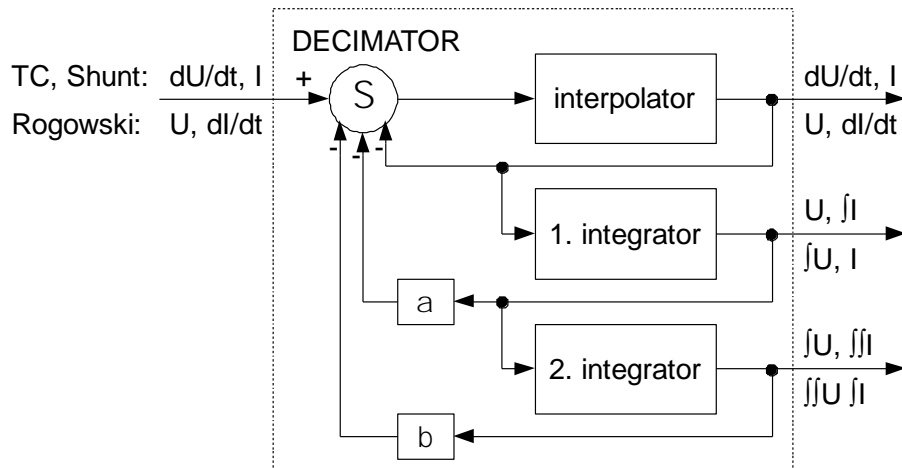 DECIMATOR
TC, Shunt: dU/dt, I
Rogowski: U, dI/dt
+
S
-
-
-
interpolator
dU/dt, I
U, dI/dt
1. integrator
U, ∫I
∫U, I
a
2. integrator
∫U, ∫∫I
∫∫U ∫I
b